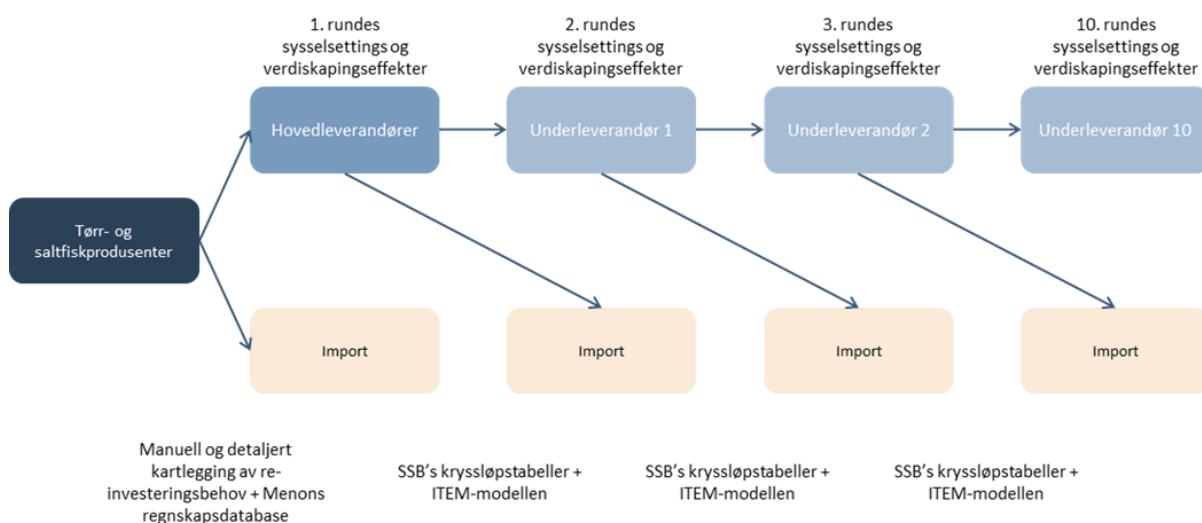 1. rundes
sysselsettings og
verdiskapingseffekter
2. rundes
sysselsettings og
verdiskapingseffekter
3. rundes
sysselsettings og
verdiskapingseffekter
10. rundes
sysselsettings og
verdiskapingseffekter
Hovedleverandører
Underleverandør 1
Underleverandør 2
Underleverandør 10
Tørr- og
saltfiskprodusenter
Import
Import
Import
Import
Manuell og detaljert
kartlegging av re-
investeringsbehov + Menons
regnskapsdatabase
SSB's kryssløpstabeller +
ITEM-modellen
SSB's kryssløpstabeller +
ITEM-modellen
SSB's kryssløpstabeller +
ITEM-modellen